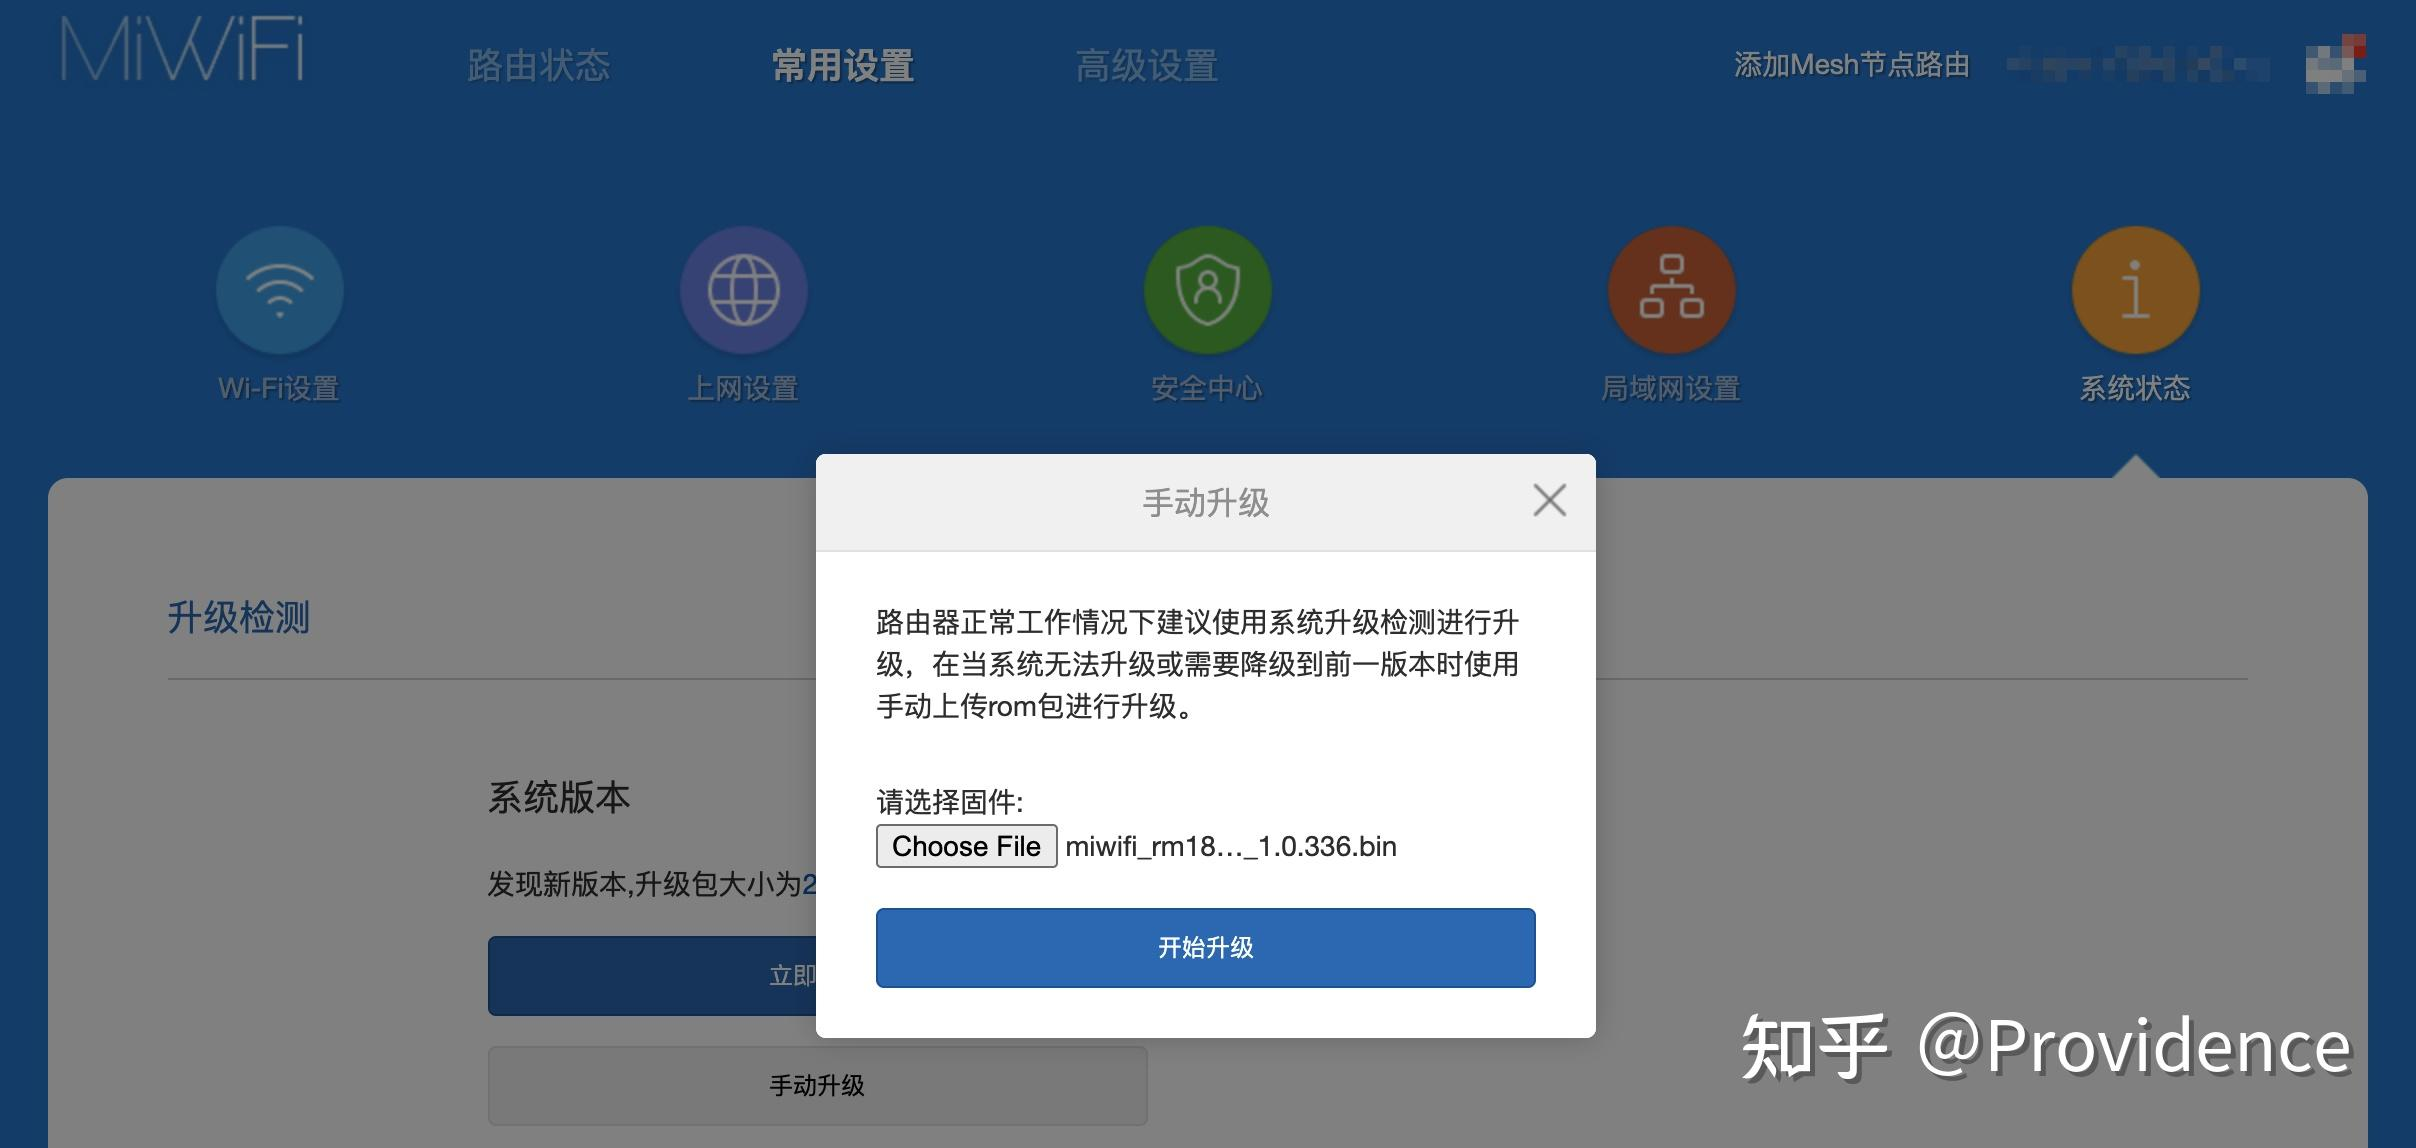 MiWiFi
路由状态
常用设置
高级设置
添加Mesh节点路由
Wi-Fi设置
上网设置
安全中心
局域网设置
系统状态
手动升级
路由器正常工作情况下建议使用系统升级检测进行升
级，在当系统无法升级或需要降级到前一版本时使用
手动上传rom包进行升级。
请选择固件:
Choose File miwifi_rm18..._1.0.336.bin
开始升级
升级检测
系统版本
发现新版本,升级包大小为2
立即
手动升级
知乎 @Providence